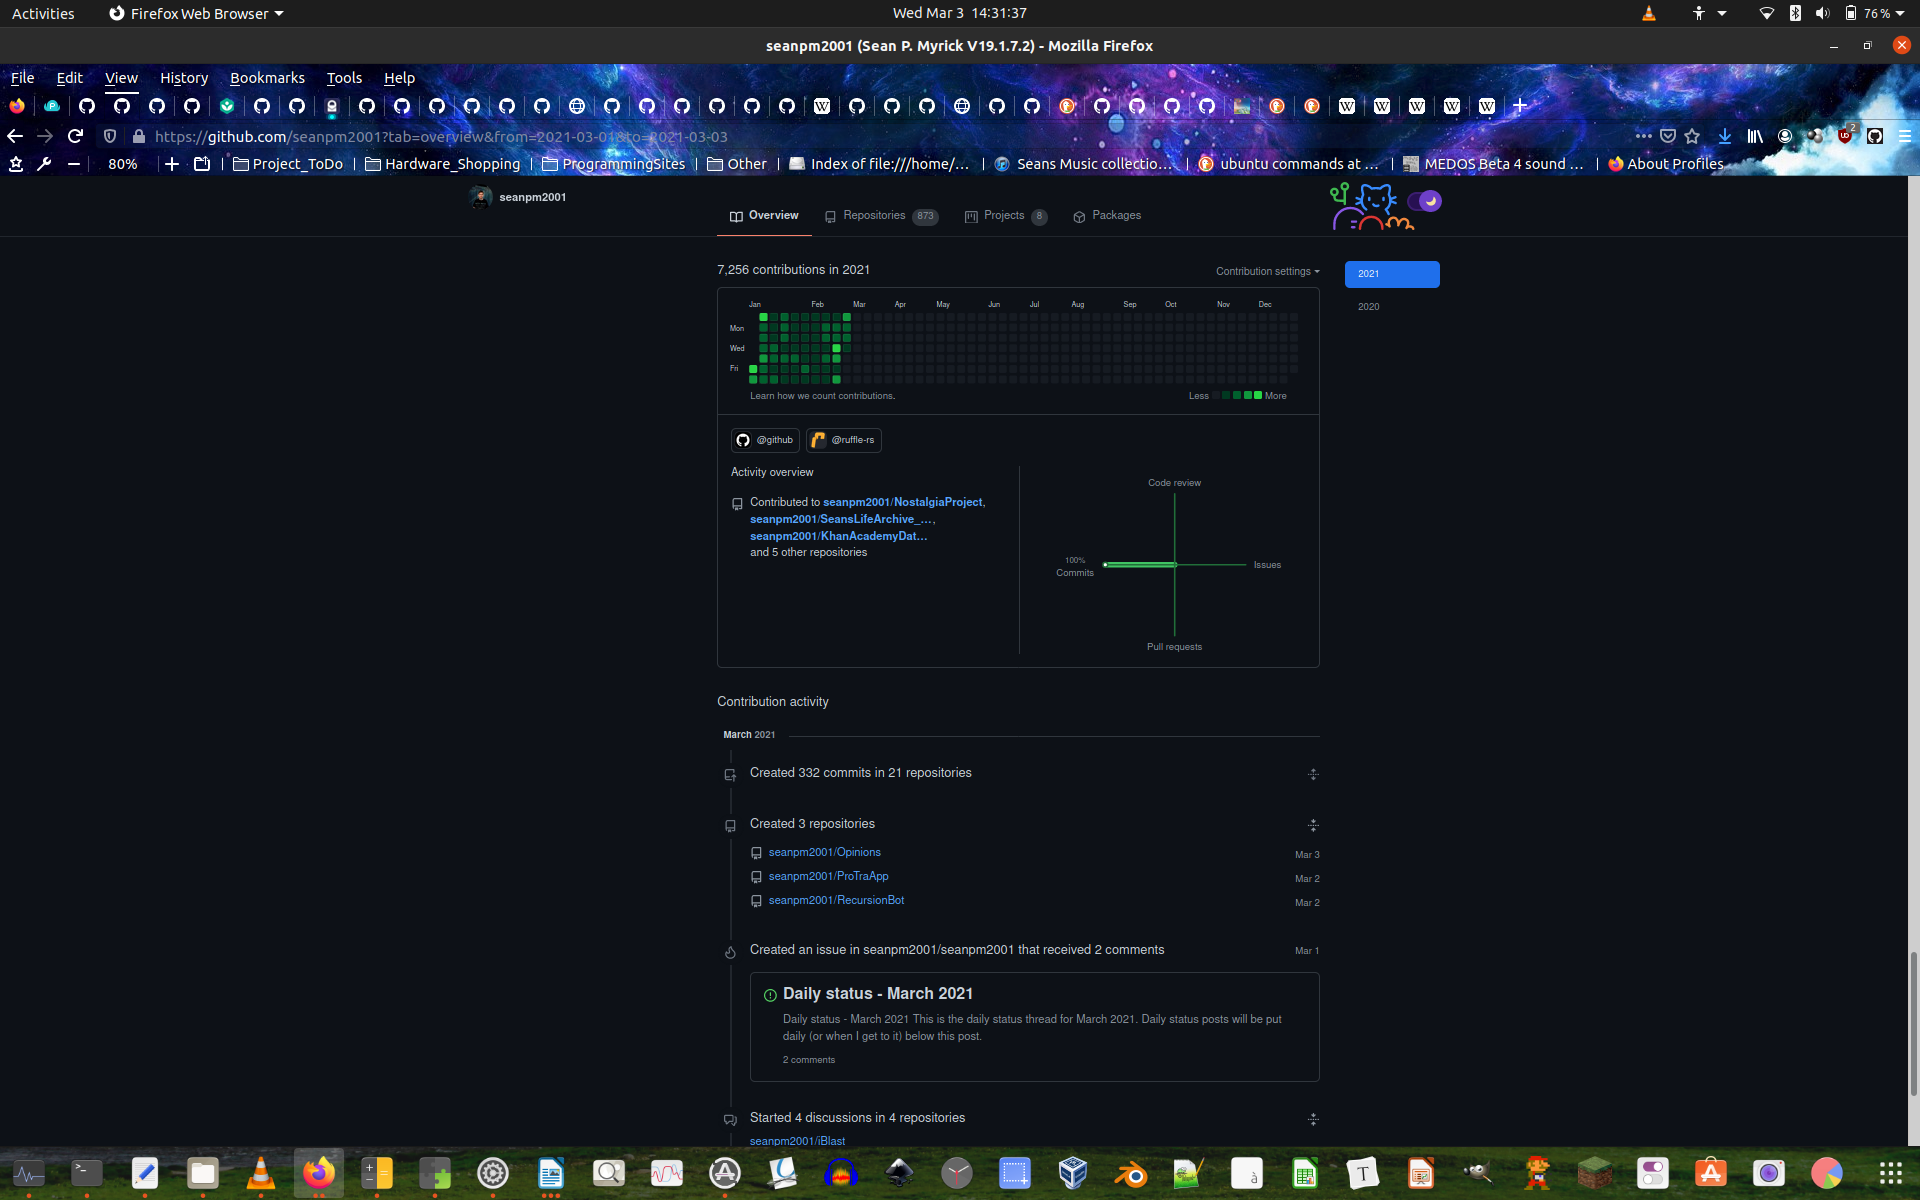 Activities
Firefox Web Browser
Wed Mar 3 14:31:37
76 %
seanpm2001 (Sean P. Myrick V19.1.7.2) - Mozilla Firefox
File Edit View History Bookmarks Tools Help
https://github.com/seanpm2001?tab=overview&from=2021-03-01&to=2021-03-03
2
80%
Project_ToDo
Hardware_Shopping
ProgrammingSites
Other
Index of file:///home/…
Seans Music collectio…
ubuntu commands at …
MEDOS Beta 4 sound …
About Profiles
seanpm2001
Overview
Repositories 873
Projects 8
Packages
7,256 contributions in 2021
Contribution settings
2021
2020
Jan Feb Mar Apr May Jun Jul Aug Sep Oct Nov Dec
Mon
Wed
Fri
Learn how we count contributions.
Less More
@github
@ruffle-rs
Activity overview
Contributed to seanpm2001/NostalgiaProject,
seanpm2001/SeansLifeArchive_…,
seanpm2001/KhanAcademyDat…
and 5 other repositories
Code review
100%
Commits
Issues
Pull requests
Contribution activity
March 2021
Created 332 commits in 21 repositories
Created 3 repositories
seanpm2001/Opinions
Mar 3
seanpm2001/ProTraApp
Mar 2
seanpm2001/RecursionBot
Mar 2
Created an issue in seanpm2001/seanpm2001 that received 2 comments
Mar 1
Daily status - March 2021
Daily status - March 2021 This is the daily status thread for March 2021. Daily status posts will be put
daily (or when I get to it) below this post.
2 comments
Started 4 discussions in 4 repositories
seanpm2001/iBlast